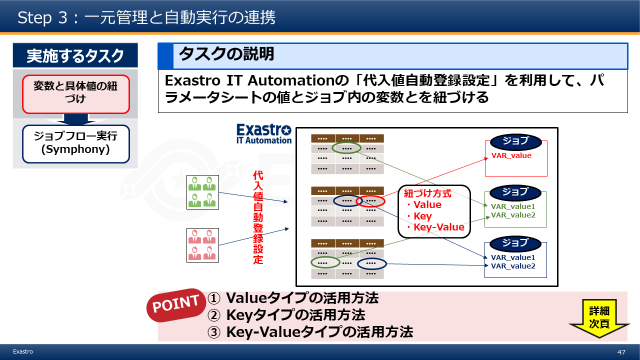 Step 3：一元管理と自動実行の連携
実施するタスク
変数と具体値の紐
づけ
ジョブフロー実行
(Symphony)
タスクの説明
Exastro IT Automationの「代入値自動登録設定」を利用して、パ
ラメータシートの値とジョブ内の変数とを紐づける
Exastro
IT Automation
代入値自動登録設定
紐づけ方式
・Value
・Key
・Key-Value
ジョブ
VAR_value
ジョブ
VAR_value1
VAR_value2
ジョブ
VAR_value1
VAR_value2
POINT
① Valueタイプの活用方法
② Keyタイプの活用方法
③ Key-Valueタイプの活用方法
詳細
次頁
Exastro
47